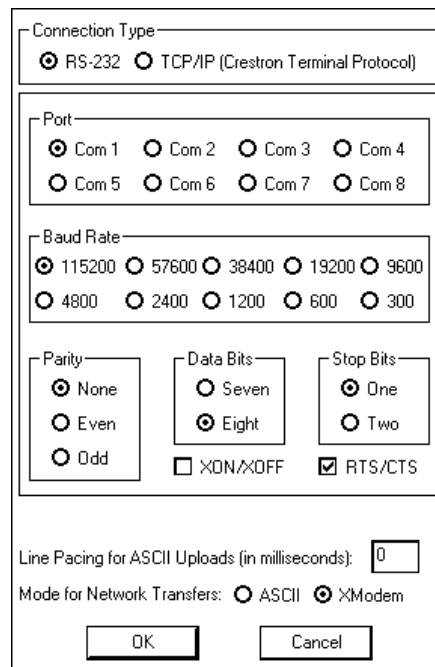 Connection Type
RS-232 TCP/IP (Crestron Terminal Protocol)
Port
Com 1 Com 2 Com 3 Com 4
Com 5 Com 6 Com 7 Com 8
Baud Rate
115200 57600 38400 19200 9600
4800 2400 1200 600 300
Parity
None
Even
Odd
Data Bits
Seven
Eight
Stop Bits
One
Two
XON/XOFF RTS/CTS
Line Pacing for ASCII Uploads (in milliseconds): 0
Mode for Network Transfers: ASCII XModem
OK Cancel